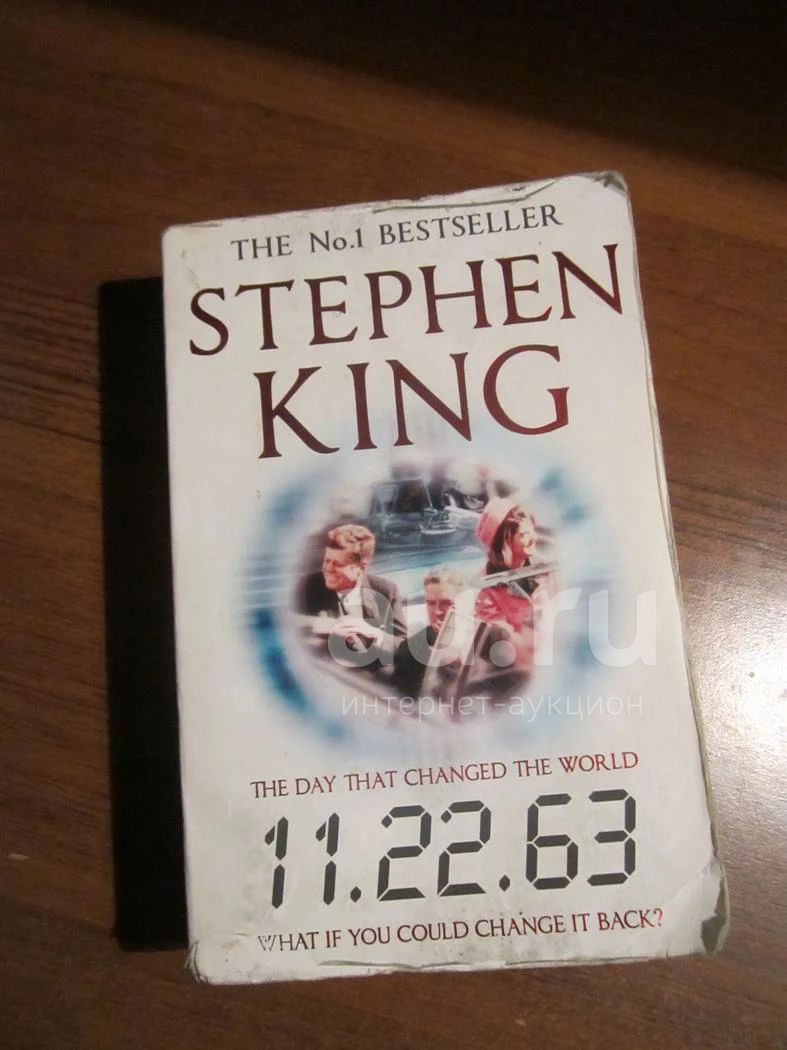 THE No.1 BESTSELLER
STEPHEN
KING
au.ru
интернет-аукцион
THE DAY THAT CHANGED THE WORLD
11.22.63
WHAT IF YOU COULD CHANGE IT BACK?